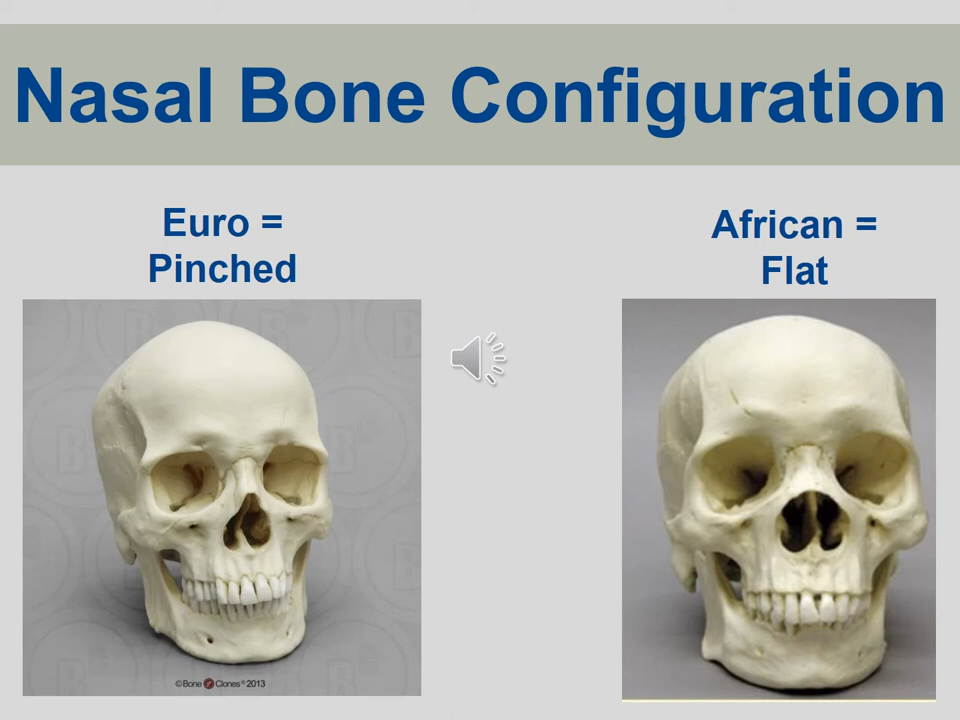 Nasal Bone Configuration
Euro =
Pinched
African =
Flat
©Bone Clones® 2013